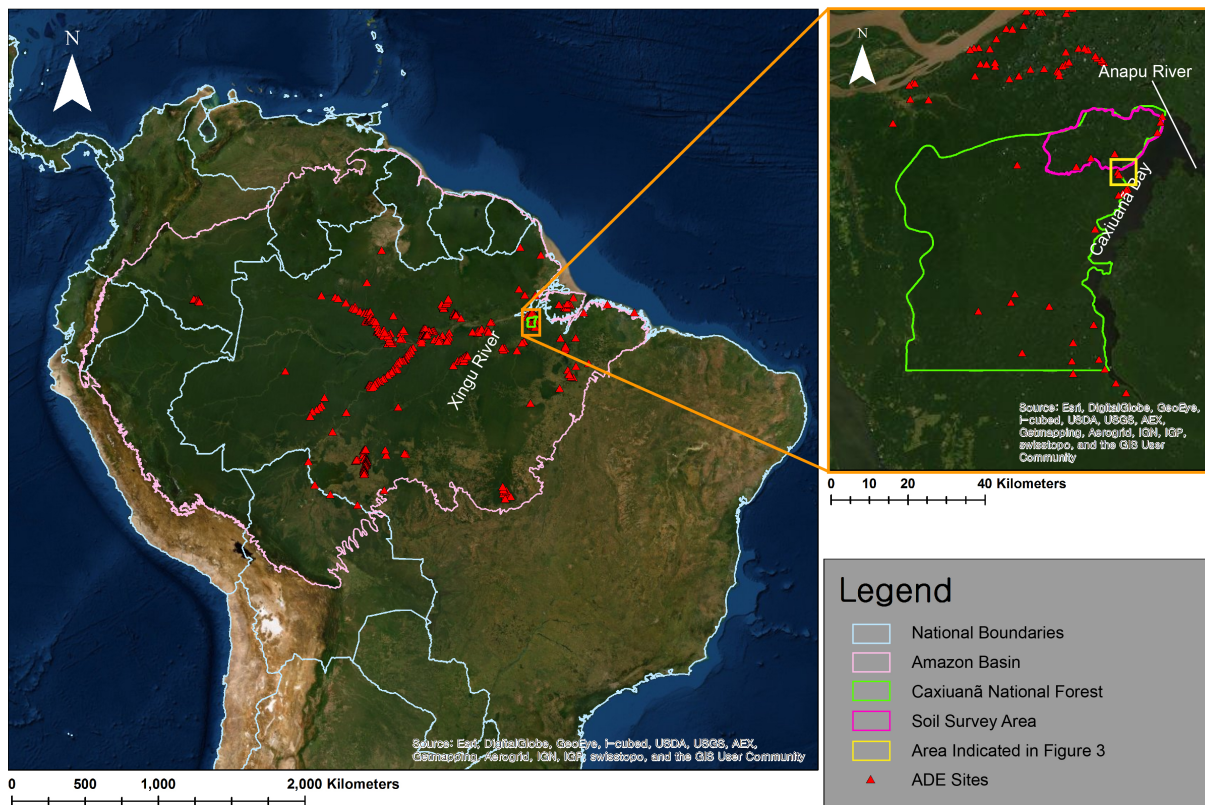 N
Xingu River
Source: Esri, DigitalGlobe, GeoEye, i-cubed, USDA, USGS, AEX,
Getmapping, Aerogrid, IGN, IGP, swisstopo, and the GIS User Community
0 500 1,000 2,000 Kilometers
N
Anapu River
Caxiuanã Bay
Source: Esri, DigitalGlobe, GeoEye,
i-cubed, USDA, USGS, AEX,
Getmapping, Aerogrid, IGN, IGP,
swisstopo, and the GIS User
Community
0 10 20 40 Kilometers
Legend
National Boundaries
Amazon Basin
Caxiuanã National Forest
Soil Survey Area
Area Indicated in Figure 3
ADE Sites